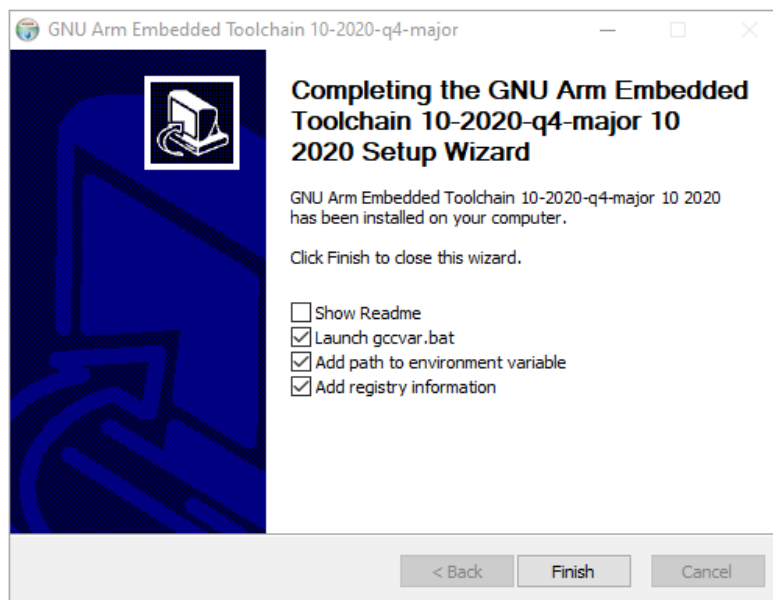 GNU Arm Embedded Toolchain 10-2020-q4-major
Completing the GNU Arm Embedded
Toolchain 10-2020-q4-major 10
2020 Setup Wizard
GNU Arm Embedded Toolchain 10-2020-q4-major 10 2020
has been installed on your computer.
Click Finish to close this wizard.
Show Readme
Launch gccvar.bat
Add path to environment variable
Add registry information
< Back
Finish
Cancel